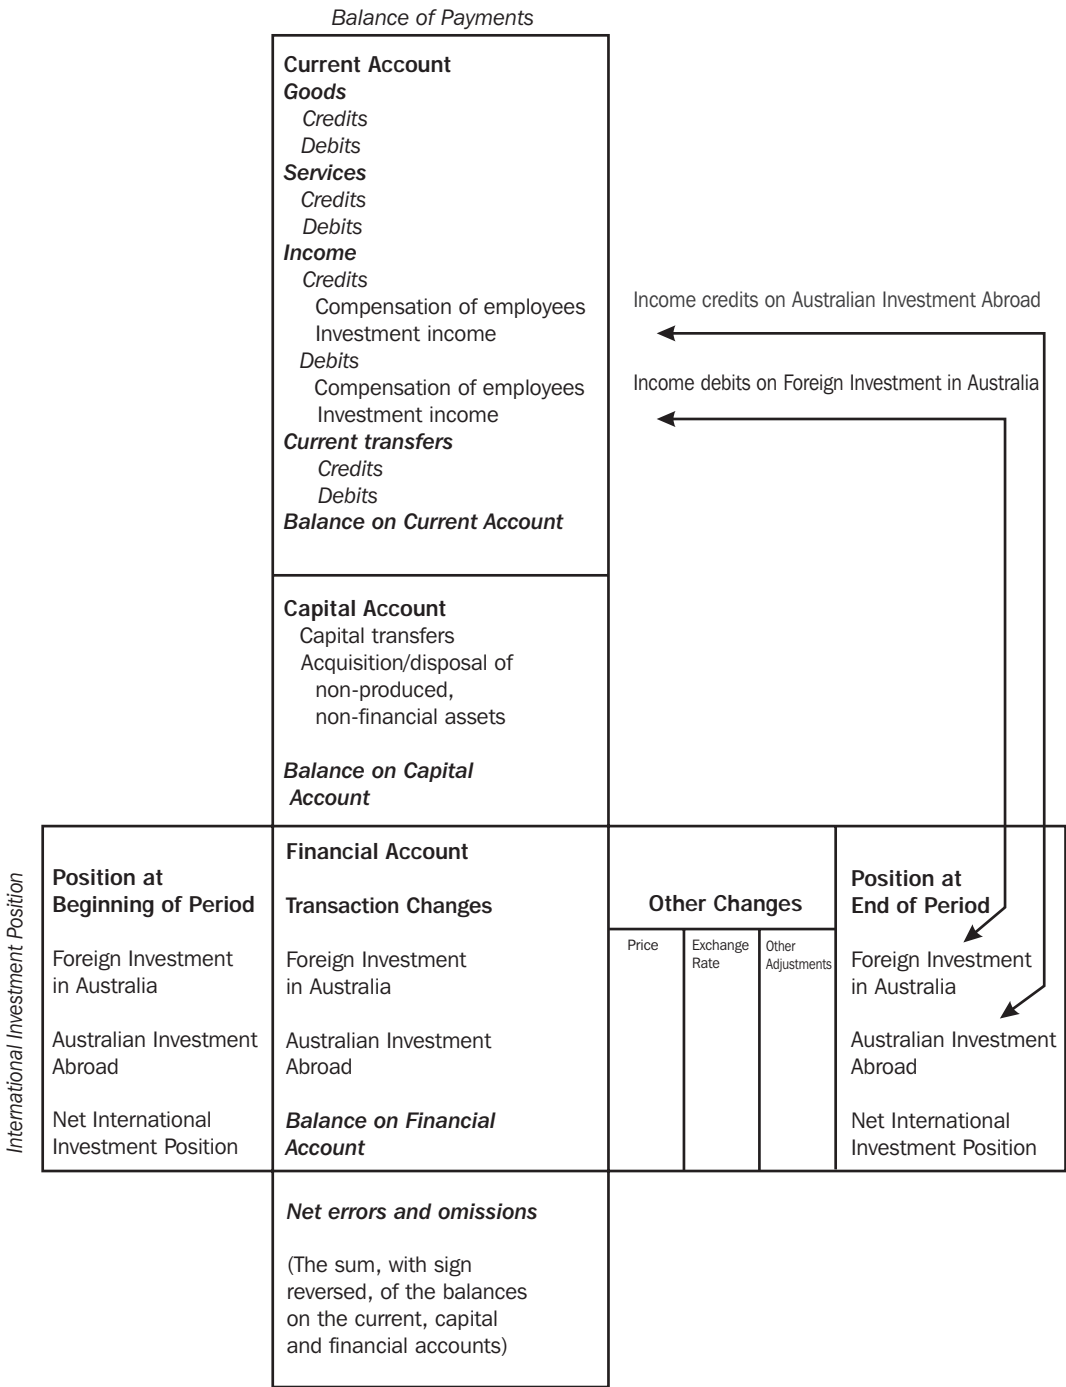 Balance of Payments
Current Account
Goods
Credits
Debits
Services
Credits
Debits
Income
Credits
Compensation of employees
Investment income
Debits
Compensation of employees
Investment income
Current transfers
Credits
Debits
Balance on Current Account
Income credits on Australian Investment Abroad
Income debits on Foreign Investment in Australia
Capital Account
Capital transfers
Acquisition/disposal of
non-produced,
non-financial assets
Balance on Capital
Account
International Investment Position
Position at
Beginning of Period
Foreign Investment
in Australia
Australian Investment
Abroad
Net International
Investment Position
Financial Account
Transaction Changes
Foreign Investment
in Australia
Australian Investment
Abroad
Balance on Financial
Account
Other Changes
Price
Exchange
Rate
Other
Adjustments
Position at
End of Period
Foreign Investment
in Australia
Australian Investment
Abroad
Net International
Investment Position
Net errors and omissions
(The sum, with sign
reversed, of the balances
on the current, capital
and financial accounts)